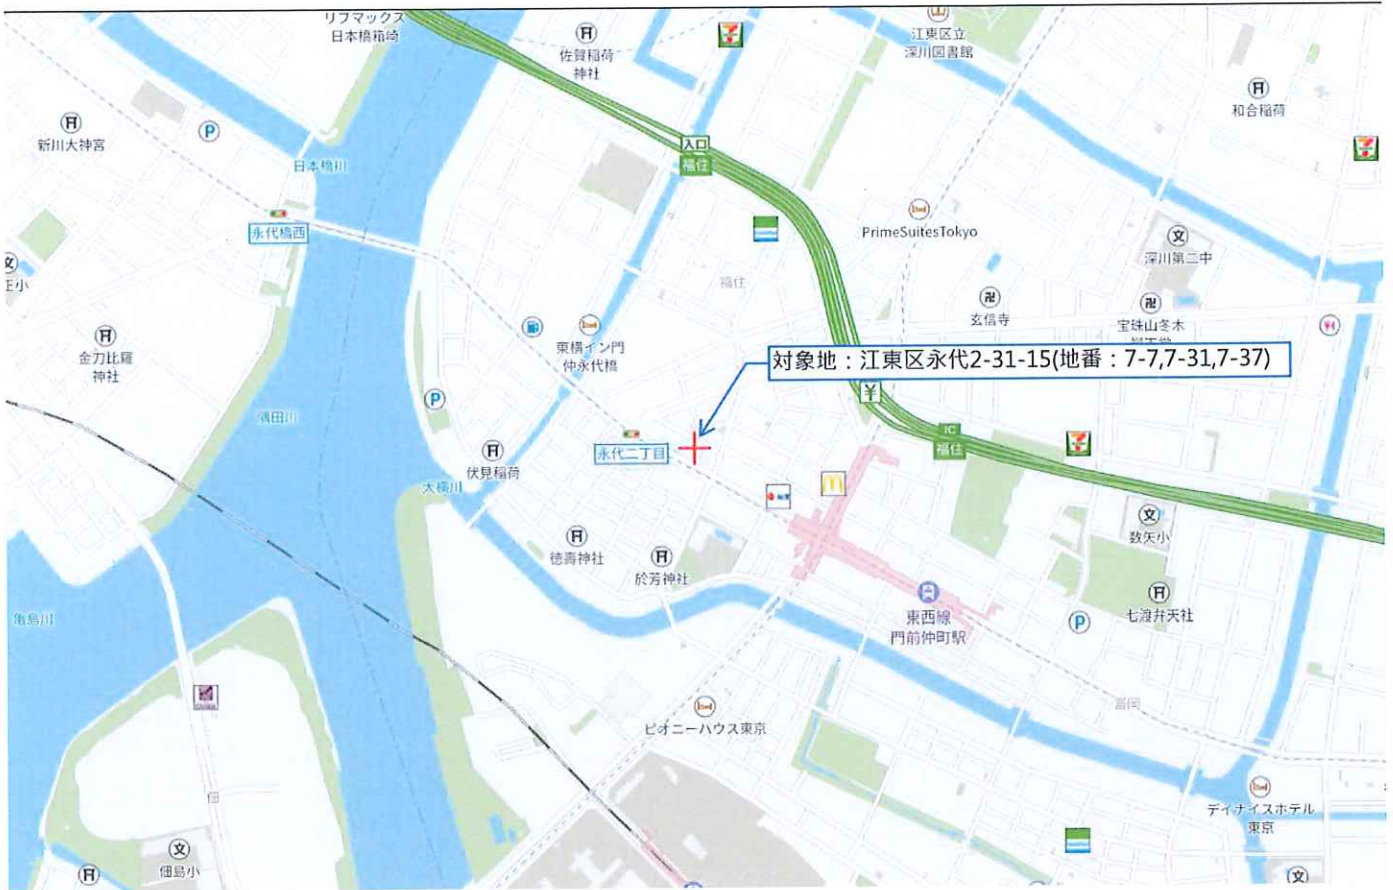 リブマックス
日本橋箱崎
佐賀稲荷
神社
江東区立
深川図書館
和合稲荷
新川大神宮
P
日本橋川
入口
福住
永代橋西
PrimeSuitesTokyo
深川第二中
文
正小
福住
玄信寺
宝珠山冬木
金刀比羅
神社
東横イン門
仲永代橋
対象地：江東区永代2-31-15(地番：7-7,7-31,7-37)
¥
P
隅田川
IC
福住
永代二丁目
伏見稲荷
大横川
文
数矢小
徳壽神社
於芳神社
七渡弁天社
亀島川
東西線
門前仲町駅
P
富岡
ピオニーハウス東京
デイナイスホテル
東京
文
佃島小
文